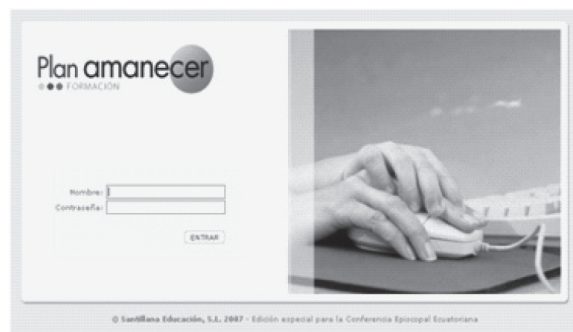 Plan amanecer
FORMACIÓN
Nombre:
Contraseña:
ENTRAR
© Santillana Educación, S.L. 2007 - Edición especial para la Conferencia Episcopal Ecuatoriana